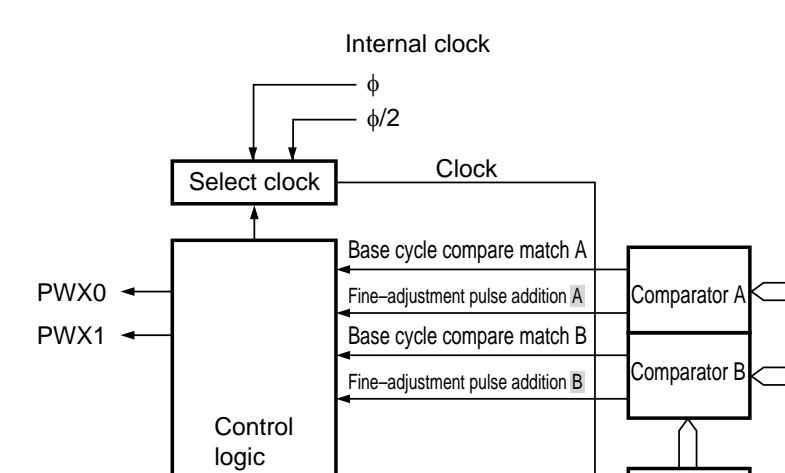 Internal clock
ϕ
ϕ/2
Select clock
Clock
Base cycle compare match A
PWX0
Fine–adjustment pulse addition A
Comparator A
PWX1
Base cycle compare match B
Fine–adjustment pulse addition B
Comparator B
Control
logic